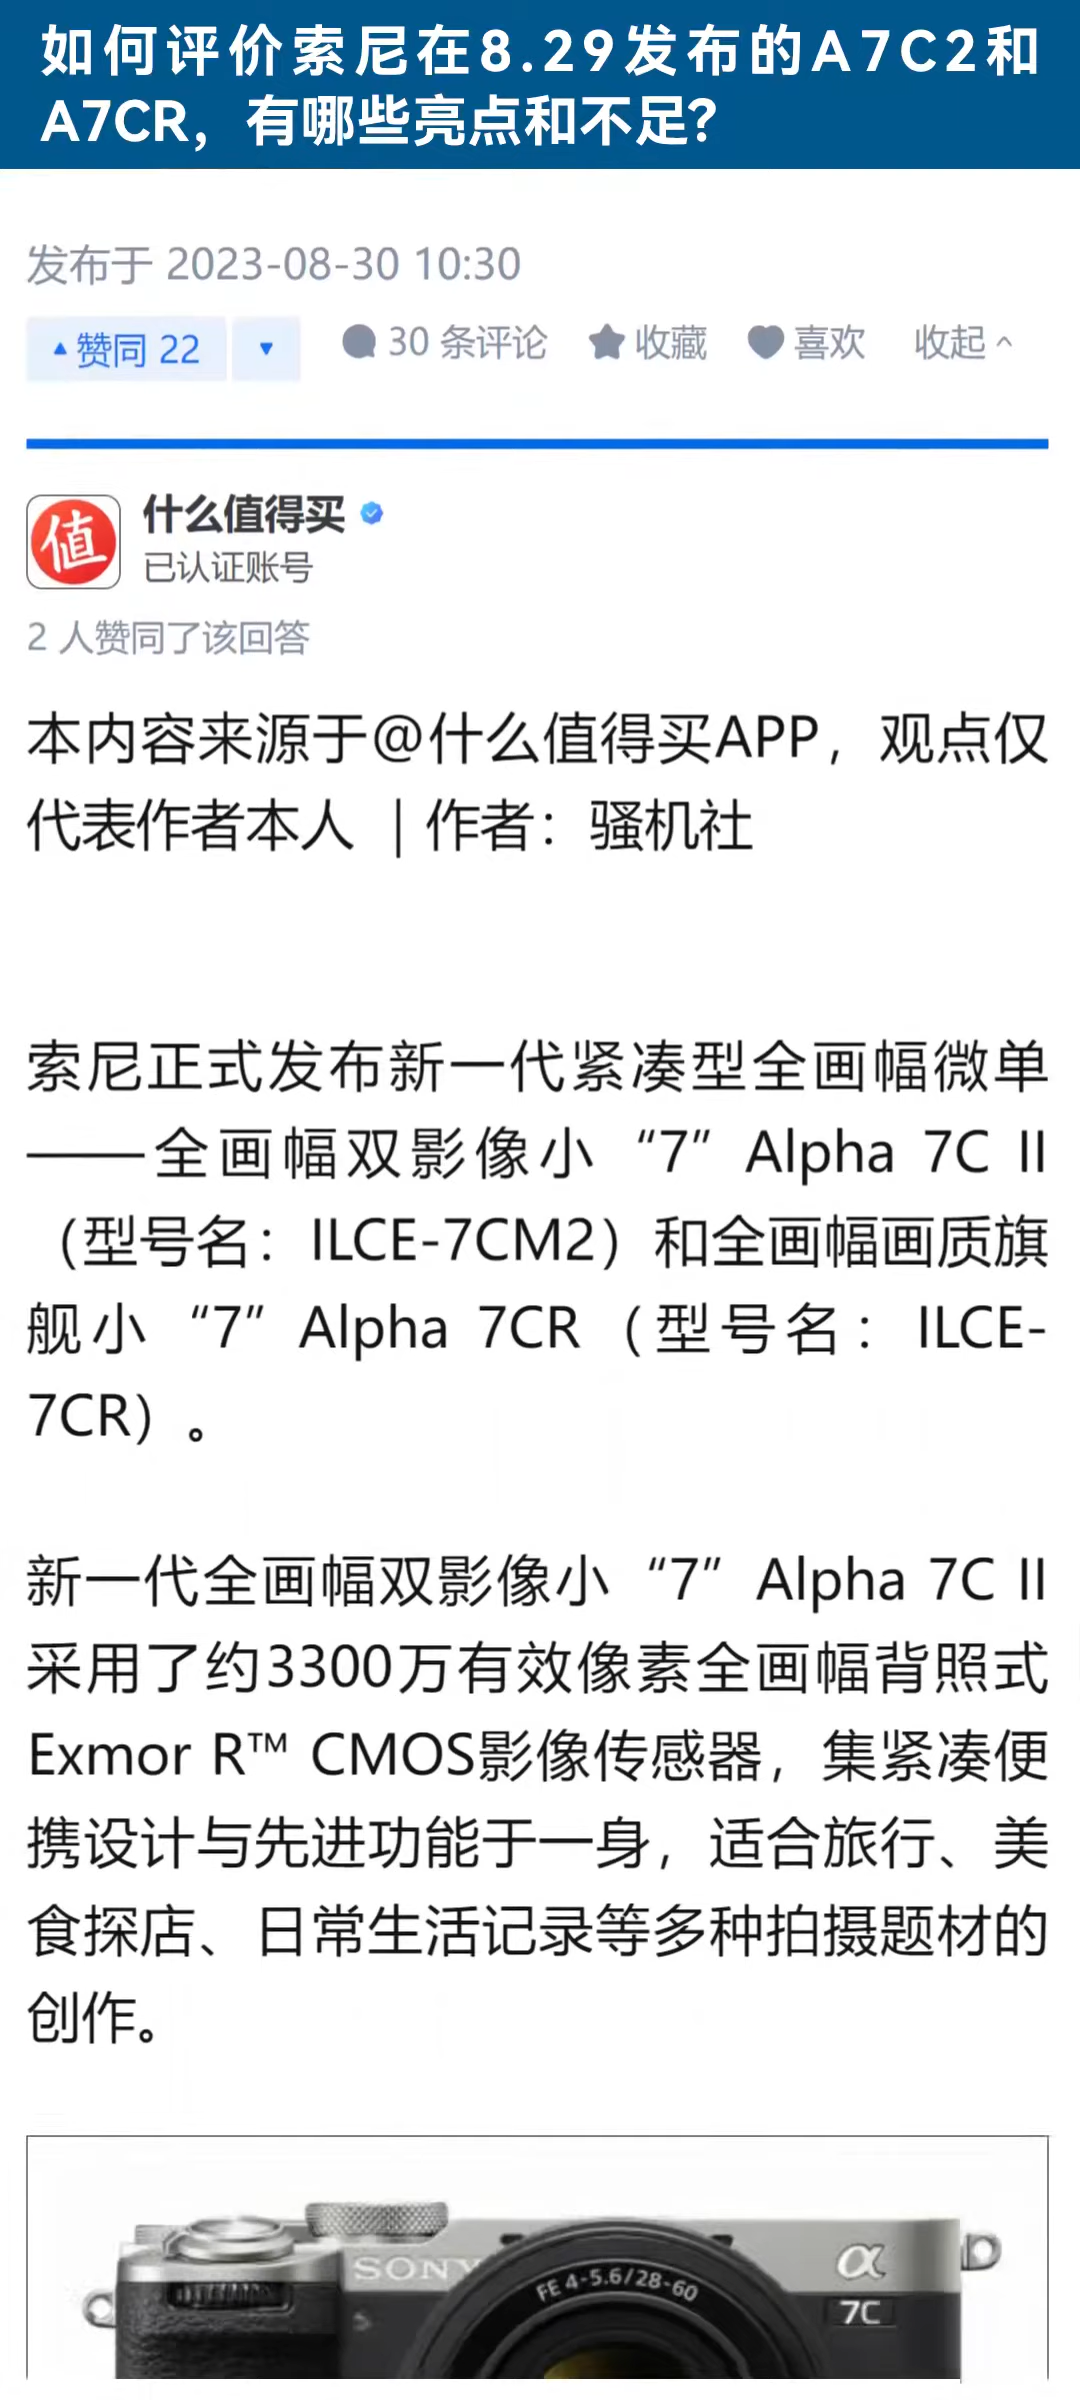 如何评价索尼在8.29发布的A7C2和
A7CR，有哪些亮点和不足？
发布于 2023-08-30 10:30
赞同 22
30 条评论
收藏
喜欢
收起
值
什么值得买
已认证账号
2 人赞同了该回答
本内容来源于@什么值得买APP，观点仅
代表作者本人 ｜作者：骚机社
索尼正式发布新一代紧凑型全画幅微单
——全画幅双影像小“7”Alpha 7C II
（型号名：ILCE-7CM2）和全画幅画质旗
舰小“7”Alpha 7CR（型号名：ILCE-
7CR）。
新一代全画幅双影像小“7”Alpha 7C II
采用了约3300万有效像素全画幅背照式
Exmor R™ CMOS影像传感器，集紧凑便
携设计与先进功能于一身，适合旅行、美
食探店、日常生活记录等多种拍摄题材的
创作。
SONY
FE 4-5.6/28-60
α
7C